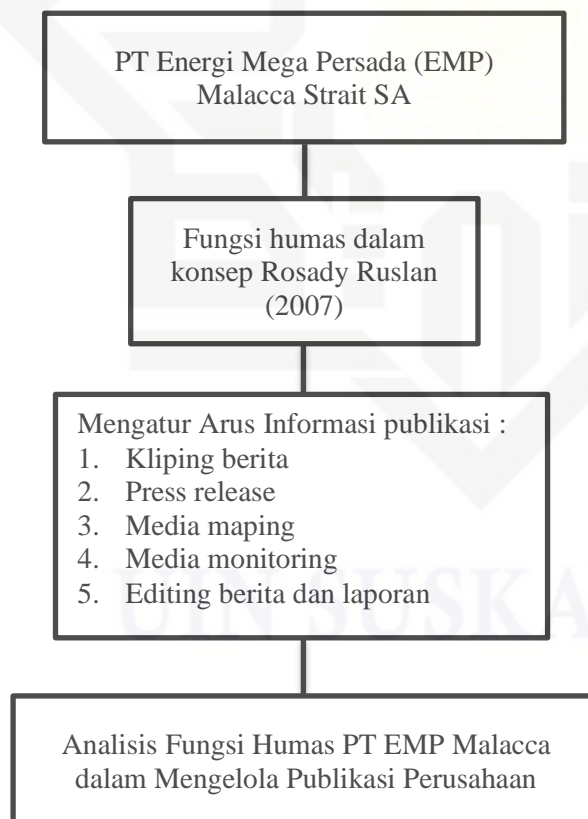 PT Energi Mega Persada (EMP)
Malacca Strait SA
Fungsi humas dalam
konsep Rosady Ruslan
(2007)
Mengatur Arus Informasi publikasi :
1. Kliping berita
2. Press release
3. Media maping
4. Media monitoring
5. Editing berita dan laporan
UIN SUSKA
Analisis Fungsi Humas PT EMP Malacca
dalam Mengelola Publikasi Perusahaan